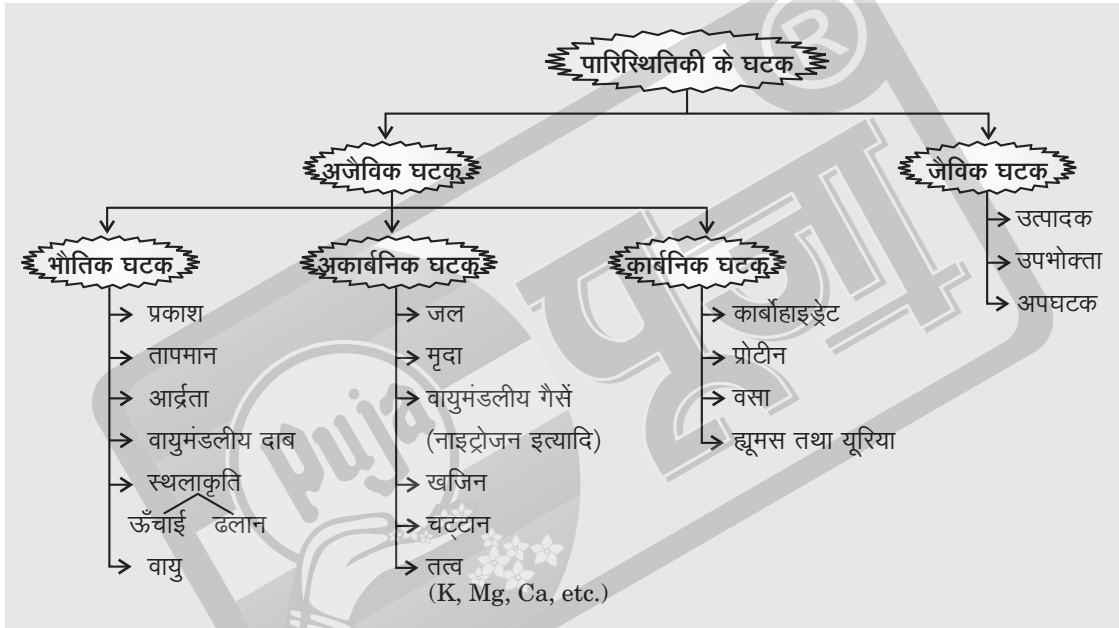 पारिस्थितिकी के घटक
अजैविक घटक
जैविक घटक
उत्पादक
उपभोक्ता
अपघटक
भौतिक घटक
अकार्बनिक घटक
कार्बनिक घटक
प्रकाश
तापमान
आर्द्रता
वायुमंडलीय दाब
स्थलाकृति
ऊँचाई ढलान
वायु
जल
मृदा
वायुमंडलीय गैसें
(नाइट्रोजन इत्यादि)
खजिन
चट्टान
तत्व
(K, Mg, Ca, etc.)
कार्बोहाइड्रेट
प्रोटीन
वसा
ह्यूमस तथा यूरिया
Puja
पूजा
®